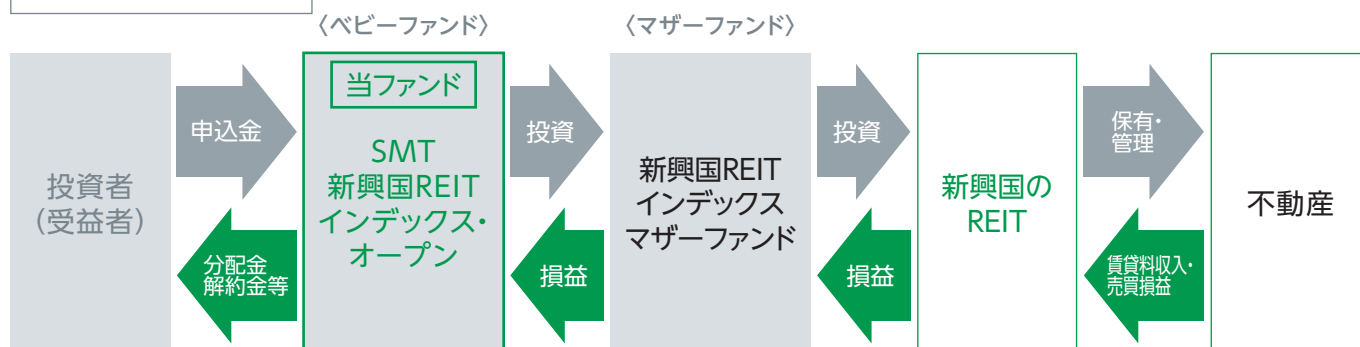 〈ベビーファンド〉
〈マザーファンド〉
投資者
(受益者)
申込金
分配金
解約金等
当ファンド
SMT
新興国REIT
インデックス・
オープン
投資
損益
新興国REIT
インデックス
マザーファンド
投資
損益
新興国の
REIT
保有・
管理
賃貸料収入・
売買損益
不動産